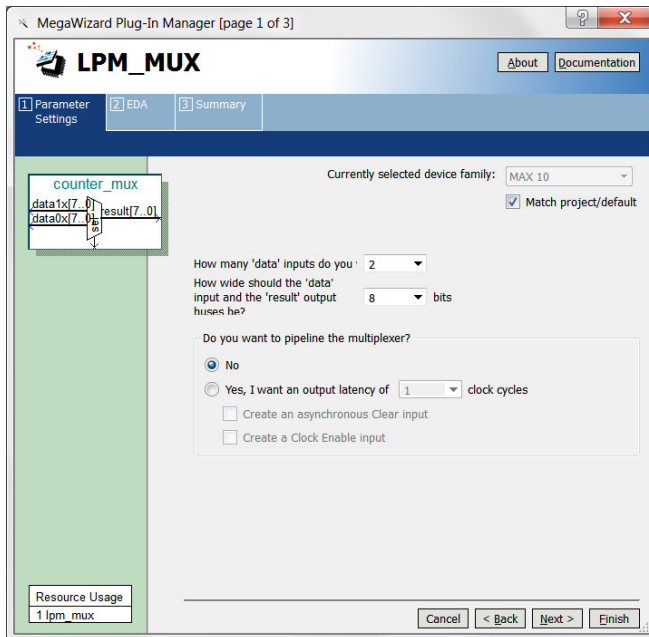 MegaWizard Plug-In Manager [page 1 of 3]
LPM_MUX
About
Documentation
1 Parameter Settings
2 EDA
3 Summary
counter_mux
data1x[7..0]
data0x[7..0]
result[7..0]
sel
Currently selected device family:
MAX 10
Match project/default
How many 'data' inputs do you
2
How wide should the 'data'
input and the 'result' output
buses be?
8
bits
Do you want to pipeline the multiplexer?
No
Yes, I want an output latency of
1
clock cycles
Create an asynchronous Clear input
Create a Clock Enable input
Resource Usage
1 lpm_mux
Cancel
< Back
Next >
Finish